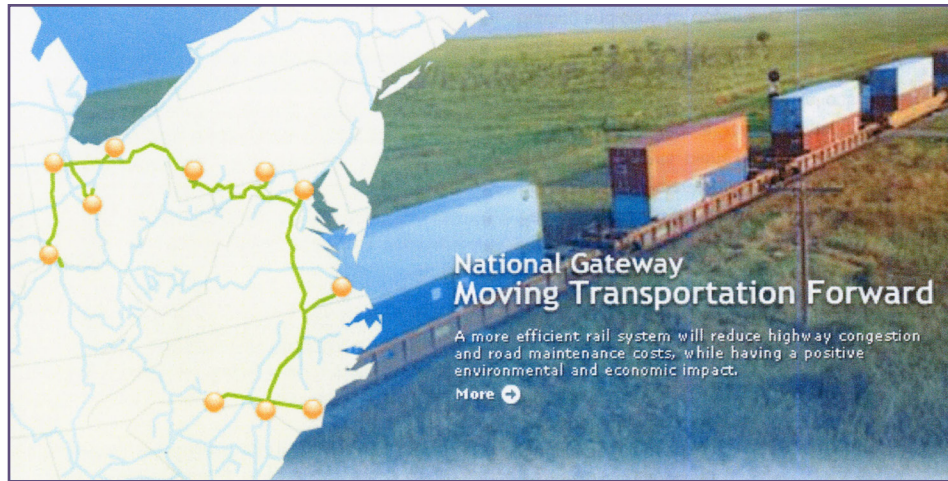 National Gateway
Moving Transportation Forward
A more efficient rail system will reduce highway congestion
and road maintenance costs, while having a positive
environmental and economic impact.
More